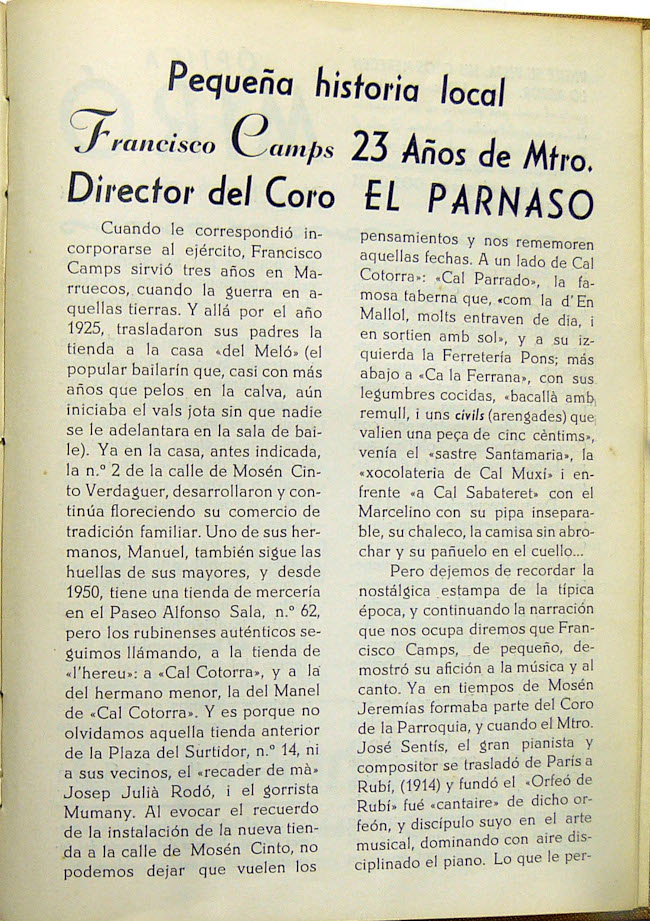 Pequeña historia local
Francisco Camps 23 Años de Mtro.
Director del Coro EL PARNASO
Cuando le correspondió in-
corporarse al ejército, Francisco
Camps sirvió tres años en Ma-
rruecos, cuando la guerra en a-
quellas tierras. Y allá por el año
1925, trasladaron sus padres la
tienda a la casa «del Meló» (el
popular bailarín que, casi con más
años que pelos en la calva, aún
iniciaba el vals jota sin que nadie
se le adelantara en la sala de bai-
le). Ya en la casa, antes indicada,
la n.º 2 de la calle de Mosén Cin-
to Verdaguer, desarrollaron y con-
tinúa floreciendo su comercio de
tradición familiar. Uno de sus her-
manos, Manuel, también sigue las
huellas de sus mayores, y desde
1950, tiene una tienda de mercería
en el Paseo Alfonso Sala, n.º 62,
pero los rubinenses auténticos se-
guimos llámando, a la tienda de
«l'hereu»: a «Cal Cotorra», y a la
del hermano menor, la del Manel
de «Cal Cotorra». Y es porque no
olvidamos aquella tienda anterior
de la Plaza del Surtidor, n.º 14, ni
a sus vecinos, el «recader de mà»
Josep Julià Rodó, i el gorrista
Mumany. Al evocar el recuerdo
de la instalación de la nueva tien-
da a la calle de Mosén Cinto, no
podemos dejar que vuelen los
pensamientos y nos rememoren
aquellas fechas. A un lado de Cal
Cotorra»: «Cal Parrado», la fa-
mosa taberna que, «com la d'En
Mallol, molts entraven de dia, i
en sortien amb sol», y a su iz-
quierda la Ferretería Pons; más
abajo a «Ca la Ferrana», con sus
legumbres cocidas, «bacallà amb
remull, i uns civils (arengades) que
valien una peça de cinc cèntims»,
venía el «sastre Santamaria», la
«xocolateria de Cal Muxí» i en-
frente «a Cal Sabateret» con el
Marcelino con su pipa insepara-
ble, su chaleco, la camisa sin abro-
char y su pañuelo en el cuello...
Pero dejemos de recordar la
nostálgica estampa de la típica
época, y continuando la narración
que nos ocupa diremos que Fran-
cisco Camps, de pequeño, de-
mostró su afición a la música y al
canto. Ya en tiempos de Mosén
Jeremías formaba parte del Coro
de la Parroquia, y cuando el Mtro.
José Sentís, el gran pianista y
compositor se trasladó de París a
Rubí, (1914) y fundó el «Orfeó de
Rubí» fué «cantaire» de dicho or-
feón, y discípulo suyo en el arte
musical, dominando con aire dis-
ciplinado el piano. Lo que le per-